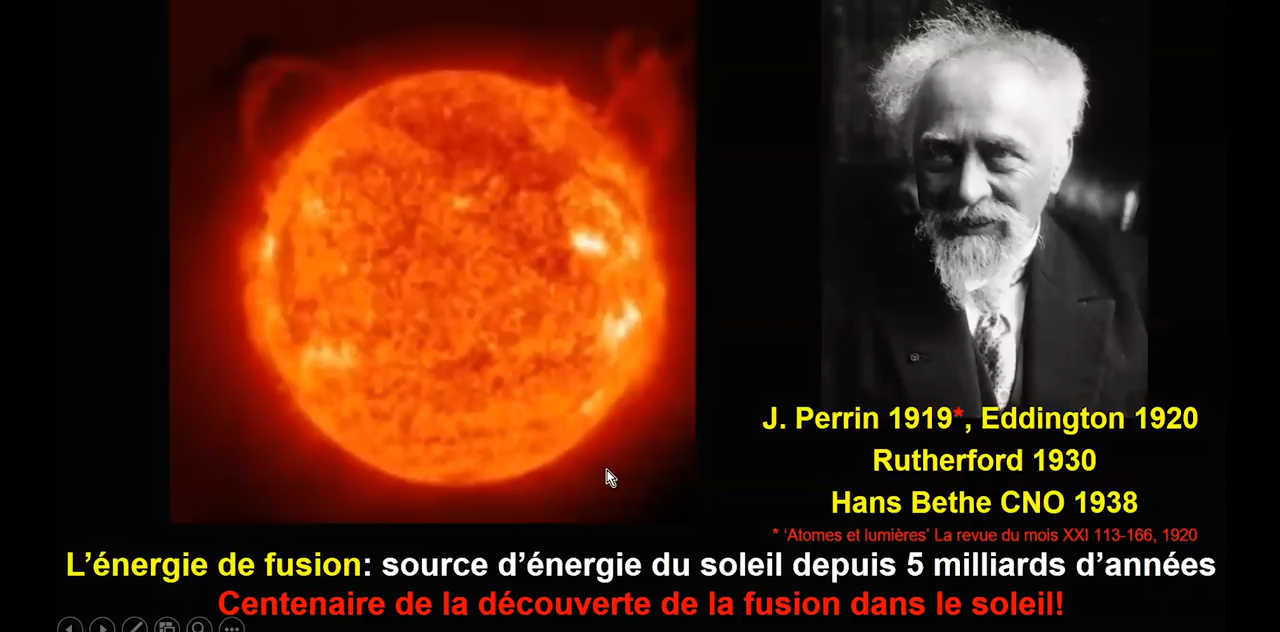 J. Perrin 1919*, Eddington 1920
Rutherford 1930
Hans Bethe CNO 1938
* ‘Atomes et lumières’ La revue du mois XXI 113-166, 1920
L’énergie de fusion: source d’énergie du soleil depuis 5 milliards d’années
Centenaire de la découverte de la fusion dans le soleil!